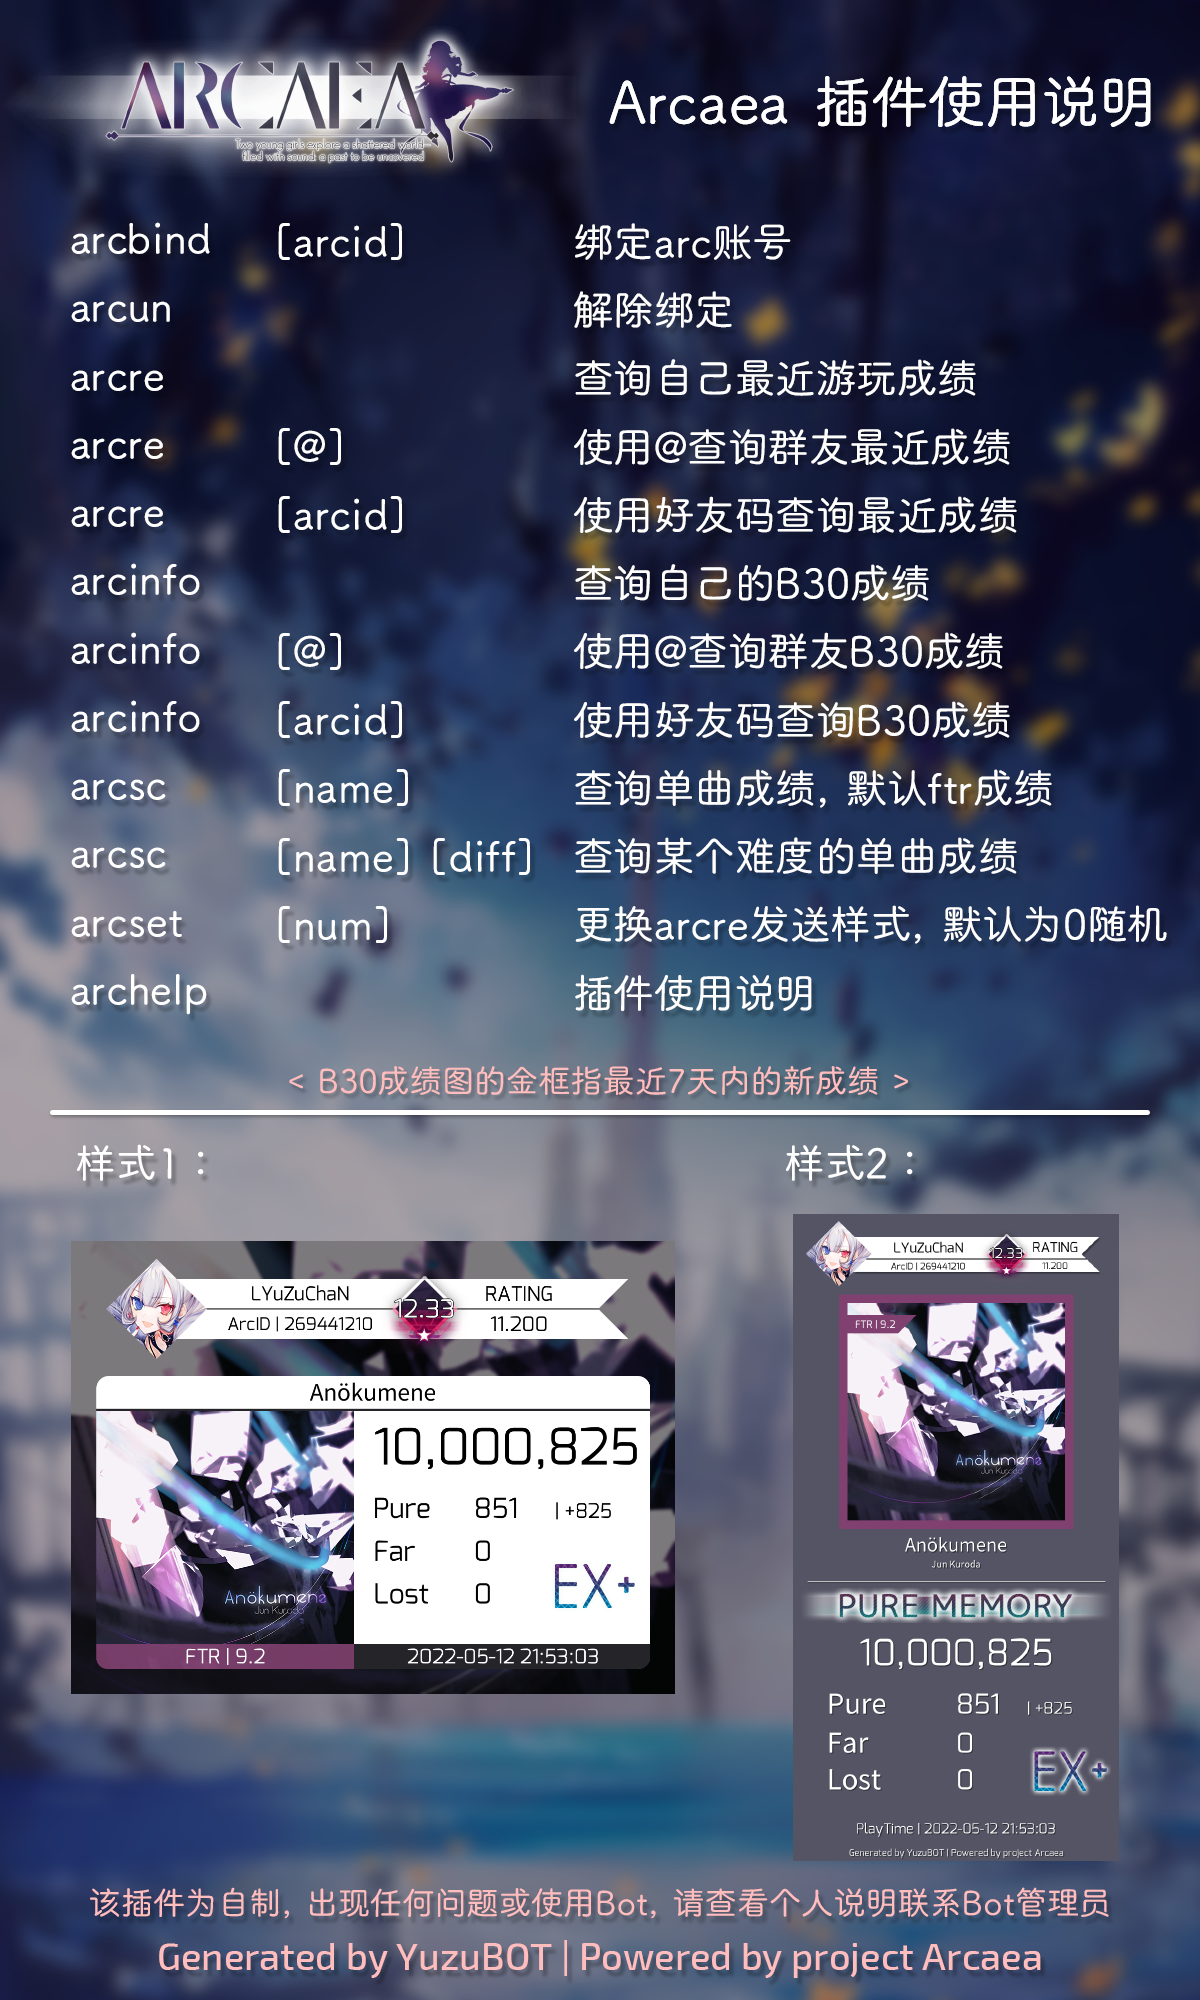 ARCAEA
Two young girls explore a shattered world
filled with sound: a past to be uncovered
Arcaea 插件使用说明
arcbind [arcid] 绑定arc账号
arcun 解除绑定
arcre 查询自己最近游玩成绩
arcre [@] 使用@查询群友最近成绩
arcre [arcid] 使用好友码查询最近成绩
arcinfo 查询自己的B30成绩
arcinfo [@] 使用@查询群友B30成绩
arcinfo [arcid] 使用好友码查询B30成绩
arcsc [name] 查询单曲成绩, 默认ftr成绩
arcsc [name] [diff] 查询某个难度的单曲成绩
arcset [num] 更换arcre发送样式, 默认为0随机
archelp 插件使用说明
< B30成绩图的金框指最近7天内的新成绩 >
样式1：
LYuZuChaN
ArcID | 269441210
12.33
RATING
11.200
Anökumene
10,000,825
Pure 851 | +825
Far 0
Lost 0
EX+
Anökumene
Jun Kuroda
FTR | 9.2
2022-05-12 21:53:03
样式2：
LYuZuChaN
ArcID | 269441210
12.33
RATING
11.200
FTR | 9.2
Anökumene
Jun Kuroda
Anökumene
Jun Kuroda
PURE MEMORY
10,000,825
Pure 851 | +825
Far 0
Lost 0
EX+
PlayTime | 2022-05-12 21:53:03
Generated by YuzuBOT | Powered by project Arcaea
该插件为自制, 出现任何问题或使用Bot, 请查看个人说明联系Bot管理员
Generated by YuzuBOT | Powered by project Arcaea